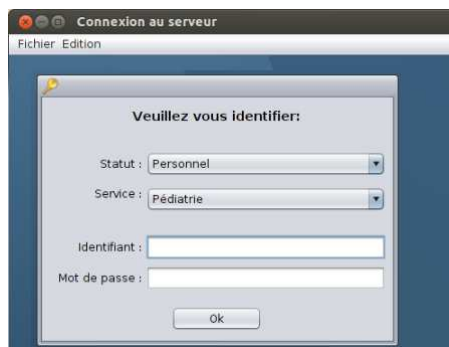 Connexion au serveur
Fichier Edition
Veuillez vous identifier:
Statut : Personnel
Service : Pédiatrie
Identifiant :
Mot de passe :
Ok